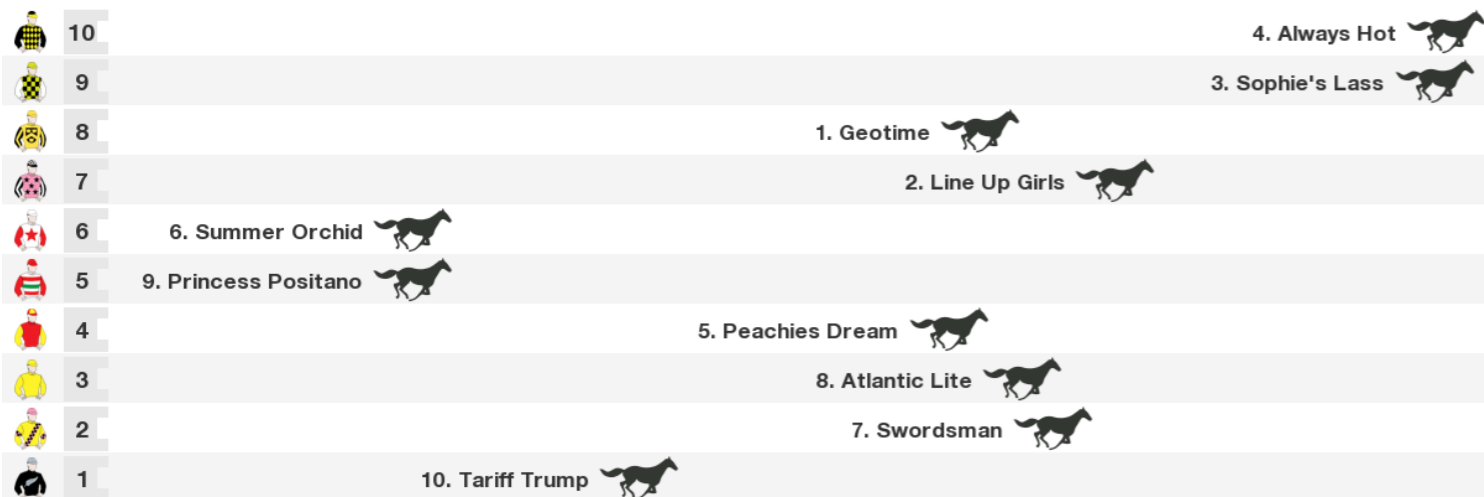 10 4. Always Hot
9 3. Sophie's Lass
8 1. Geotime
7 2. Line Up Girls
6 6. Summer Orchid
5 9. Princess Positano
4 5. Peachies Dream
3 8. Atlantic Lite
2 7. Swordsman
1 10. Tariff Trump